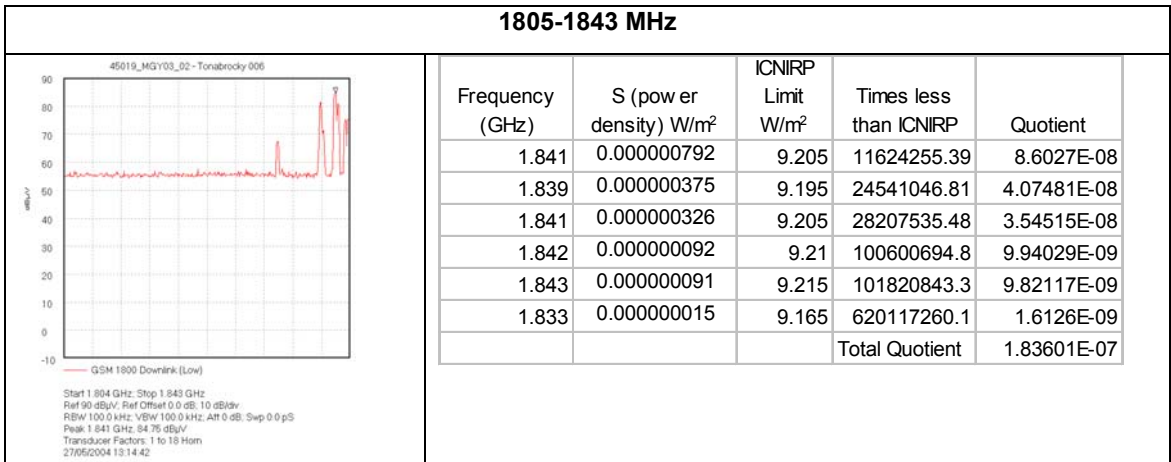 1805-1843 MHz
45019_MGY03_02 - Tonabrocky 006
90
80
70
60
50
40
30
20
10
0
-10
dBµV
GSM 1800 Downlink (Low)
Start 1.804 GHz; Stop 1.843 GHz
Ref 90 dBµV; Ref Offset 0.0 dB; 10 dB/div
RBW 100.0 kHz; VBW 100.0 kHz; Att 0 dB; Swp 0.0 pS
Peak 1.841 GHz, 84.75 dBµV
Transducer Factors: 1 to 18 Horn
27/05/2004 13:14:42
Frequency (GHz) S (pow er density) W/m² ICNIRP Limit W/m² Times less than ICNIRP Quotient
1.841 0.000000792 9.205 11624255.39 8.6027E-08
1.839 0.000000375 9.195 24541046.81 4.07481E-08
1.841 0.000000326 9.205 28207535.48 3.54515E-08
1.842 0.000000092 9.21 100600694.8 9.94029E-09
1.843 0.000000091 9.215 101820843.3 9.82117E-09
1.833 0.000000015 9.165 620117260.1 1.6126E-09
Total Quotient 1.83601E-07